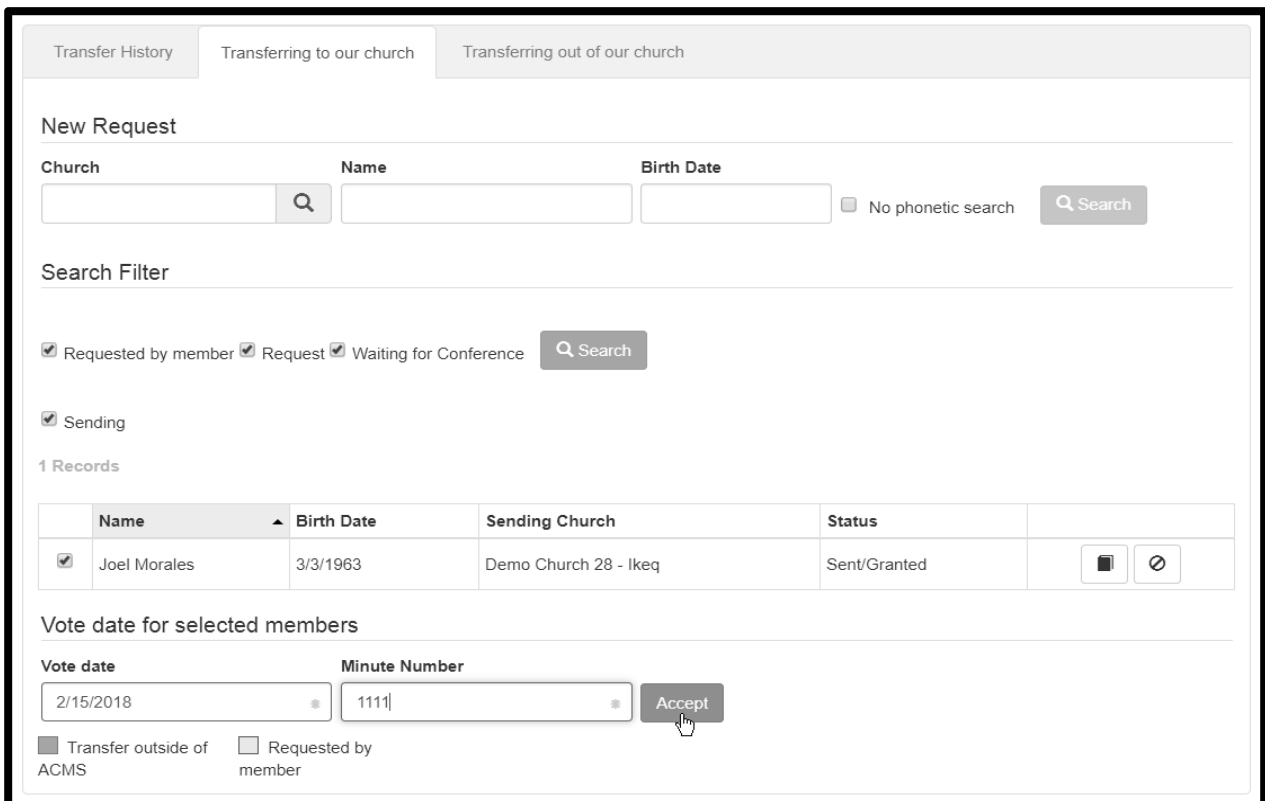 Transfer History Transferring to our church Transferring out of our church
New Request
Church Name Birth Date
No phonetic search Search
Search Filter
Requested by member Request Waiting for Conference Search
Sending
1 Records
Name Birth Date Sending Church Status
Joel Morales 3/3/1963 Demo Church 28 - Ikeq Sent/Granted
Vote date for selected members
Vote date Minute Number
2/15/2018 1111 Accept
Transfer outside of Requested by
ACMS member